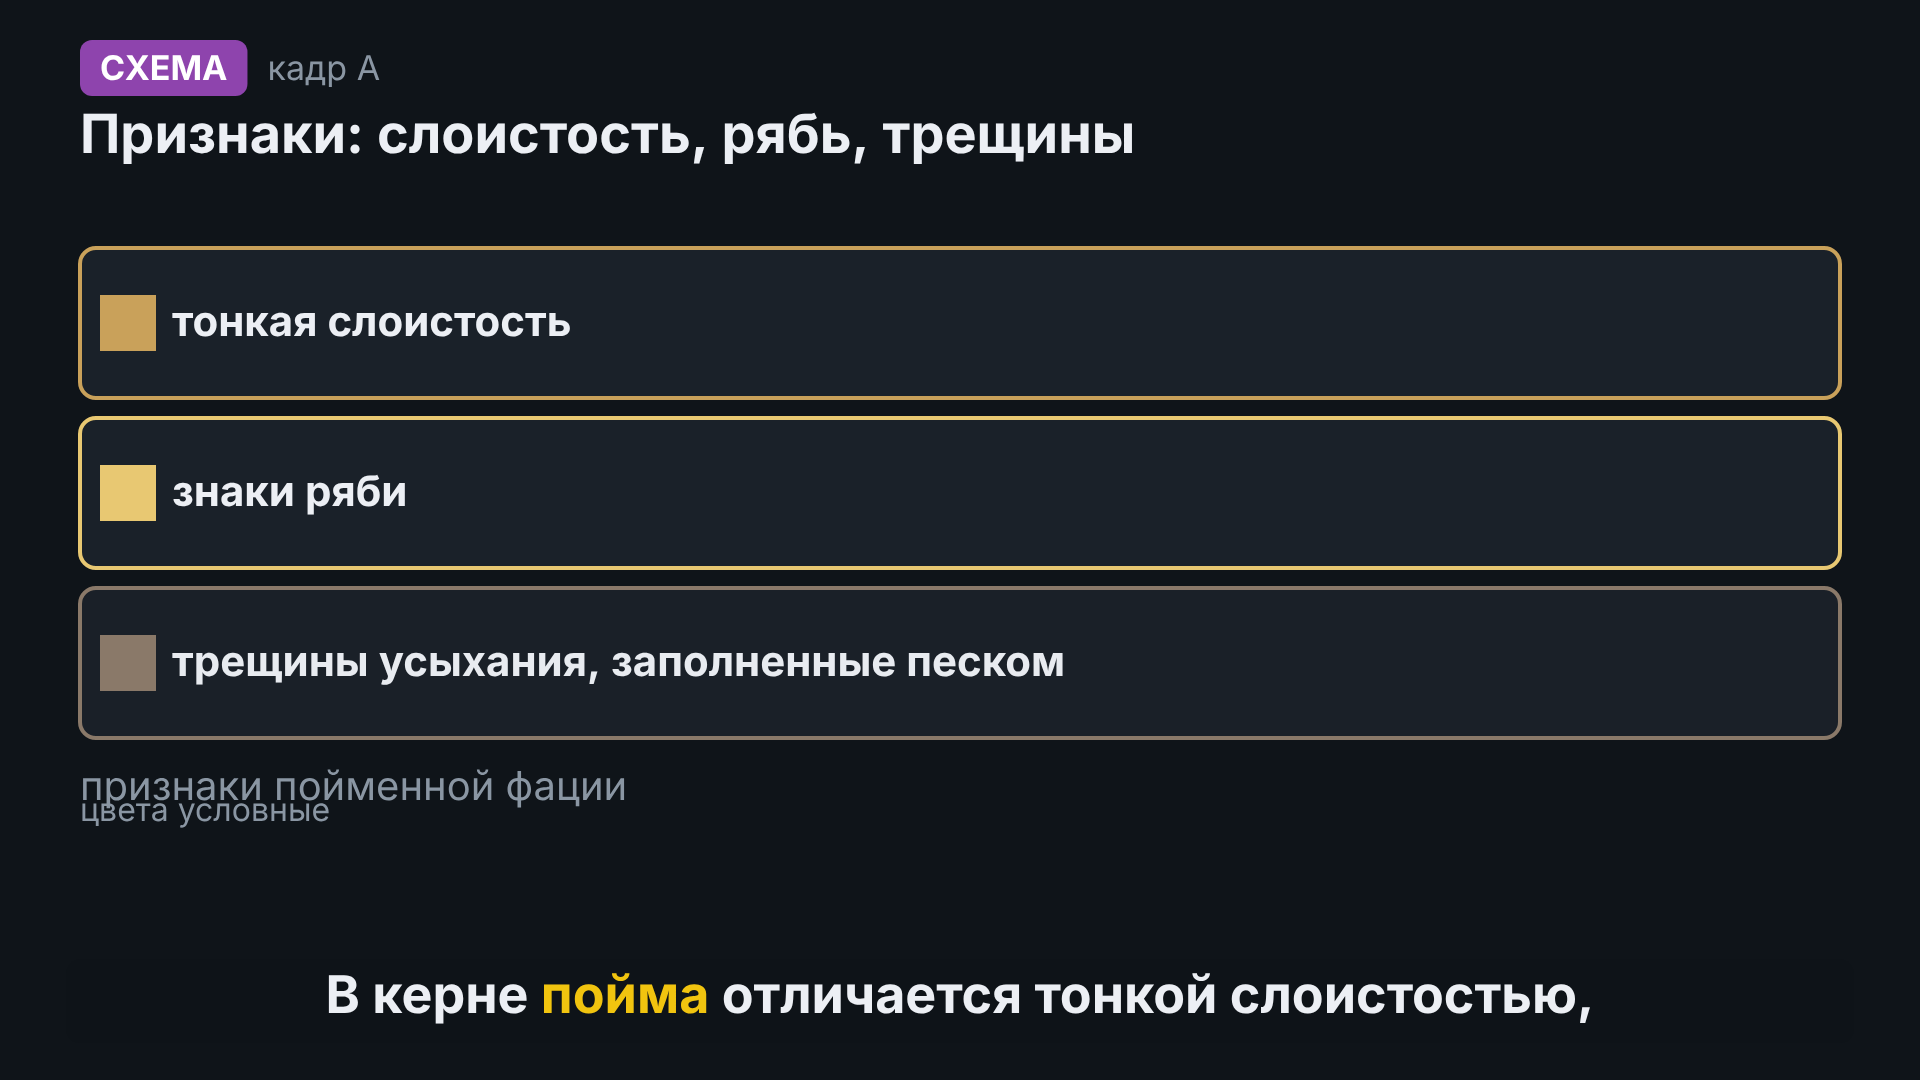 СХЕМА кадр А
Признаки: слоистость, рябь, трещины
тонкая слоистость
знаки ряби
трещины усыхания, заполненные песком
признаки пойменной фации
цвета условные
В керне пойма отличается тонкой слоистостью,